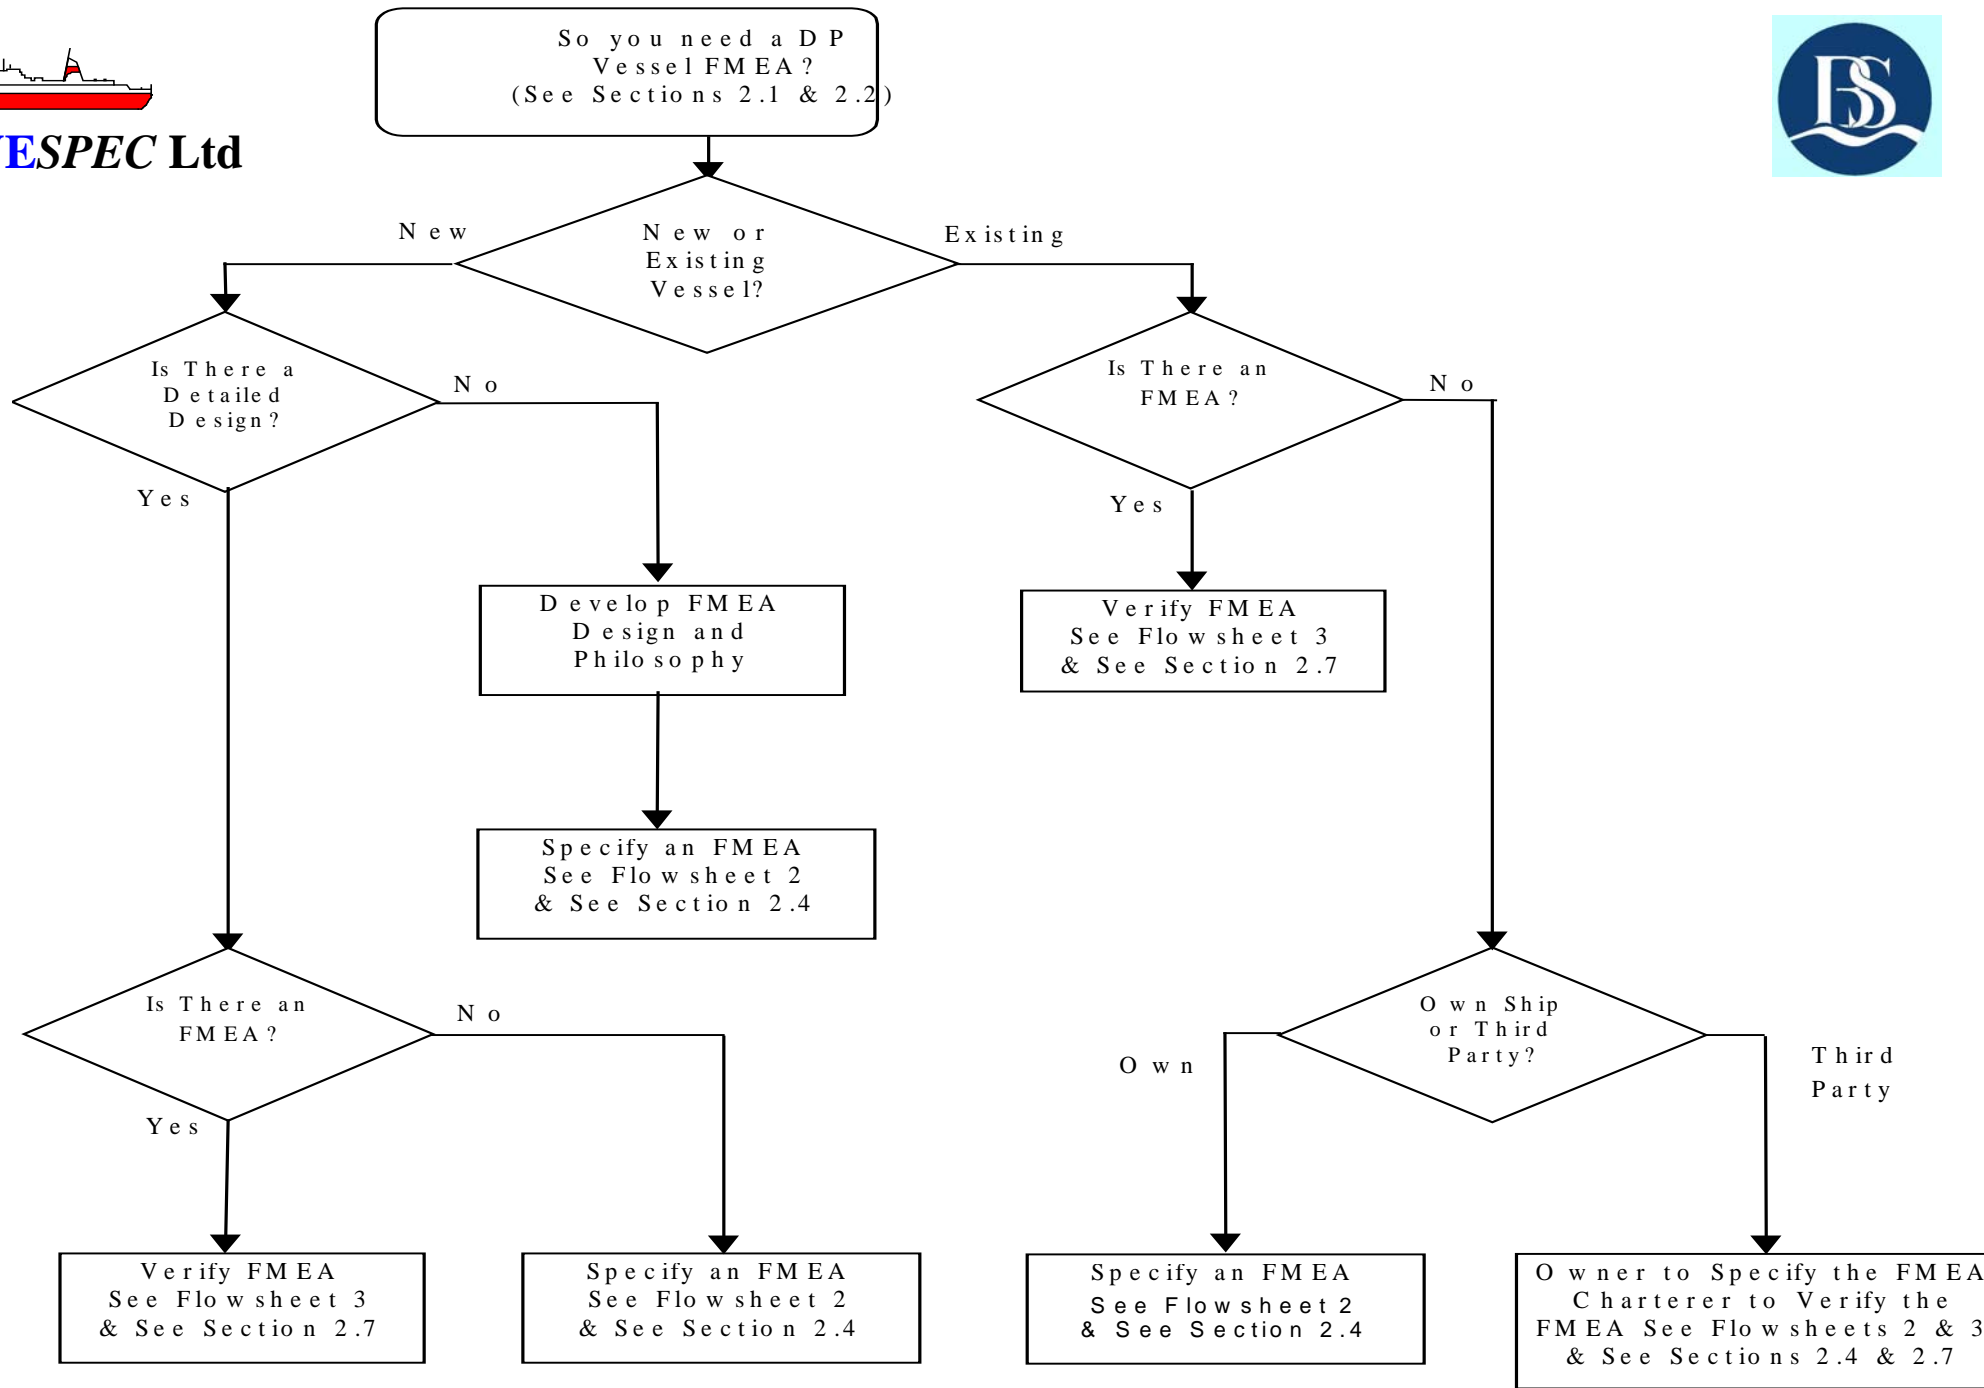 So you need a DP
Vessel FMEA?
(See Sections 2.1 & 2.2)
ESPEC Ltd
BS
New
New or
Existing
Vessel?
Existing
Is There a
Detailed
Design?
No
Yes
Is There an
FMEA?
No
Yes
Develop FMEA
Design and
Philosophy
Verify FMEA
See Flowsheet 3
& See Section 2.7
Specify an FMEA
See Flowsheet 2
& See Section 2.4
Is There an
FMEA?
No
Yes
Own Ship
or Third
Party?
Own
Third
Party
Verify FMEA
See Flowsheet 3
& See Section 2.7
Specify an FMEA
See Flowsheet 2
& See Section 2.4
Specify an FMEA
See Flowsheet 2
& See Section 2.4
Owner to Specify the FMEA
Charterer to Verify the
FMEA See Flowsheets 2 & 3
& See Sections 2.4 & 2.7